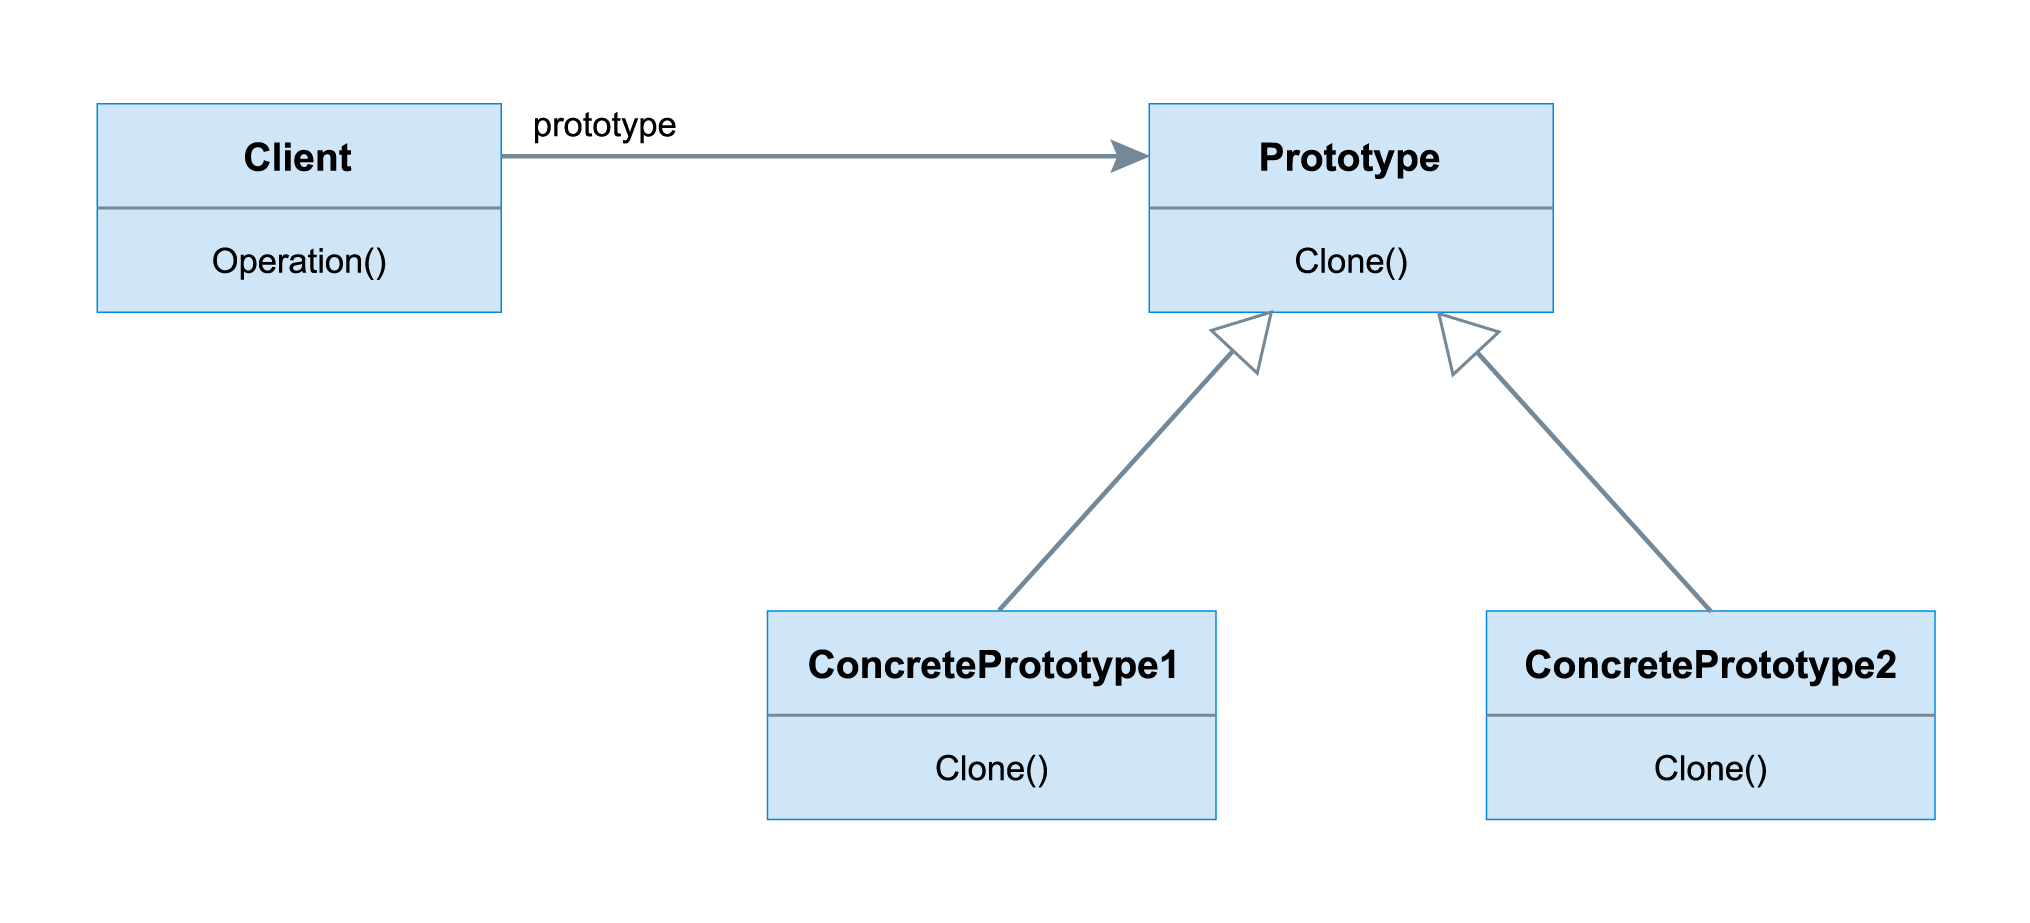 Client
Operation()
prototype
Prototype
Clone()
ConcretePrototype1
Clone()
ConcretePrototype2
Clone()